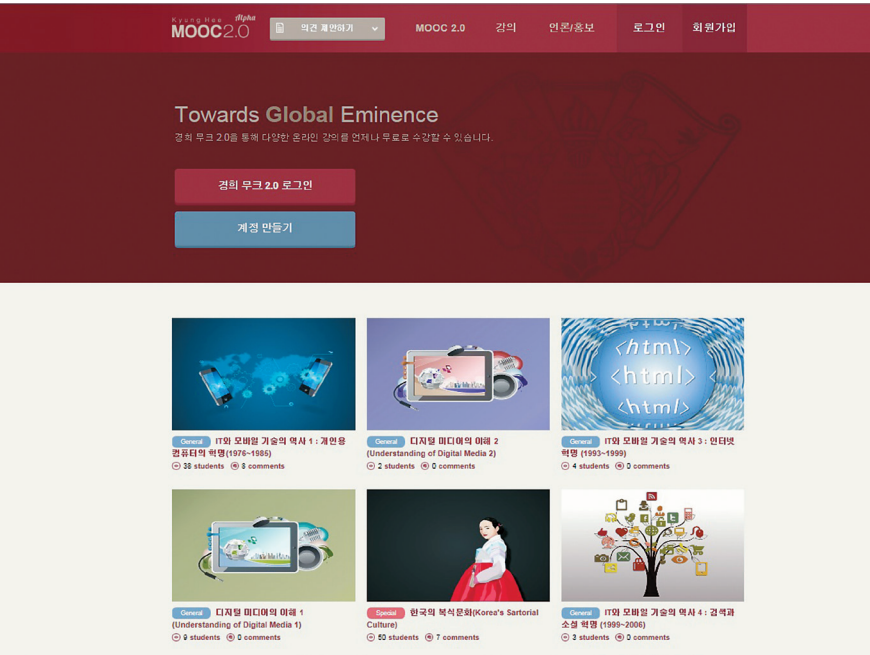 Kyung Hee Alpha
MOOC2.0
의견 제안하기
MOOC 2.0
강의
언론/홍보
로그인
회원가입
Towards Global Eminence
경희 무크 2.0을 통해 다양한 온라인 강의를 언제나 무료로 수강할 수 있습니다.
경희 무크 2.0 로그인
계정 만들기
<html>
<html>
<html>
General IT와 모바일 기술의 역사 1 : 개인용
컴퓨터의 혁명(1976~1985)
38 students 8 comments
General 디지털 미디어의 이해 2
(Understanding of Digital Media 2)
2 students 0 comments
General IT와 모바일 기술의 역사 3 : 인터넷
혁명 (1993~1999)
4 students 0 comments
General 디지털 미디어의 이해 1
(Understanding of Digital Media 1)
9 students 0 comments
Special 한국의 복식문화(Korea's Sartorial
Culture)
50 students 7 comments
General IT와 모바일 기술의 역사 4 : 검색과
소셜 혁명 (1999~2006)
3 students 0 comments